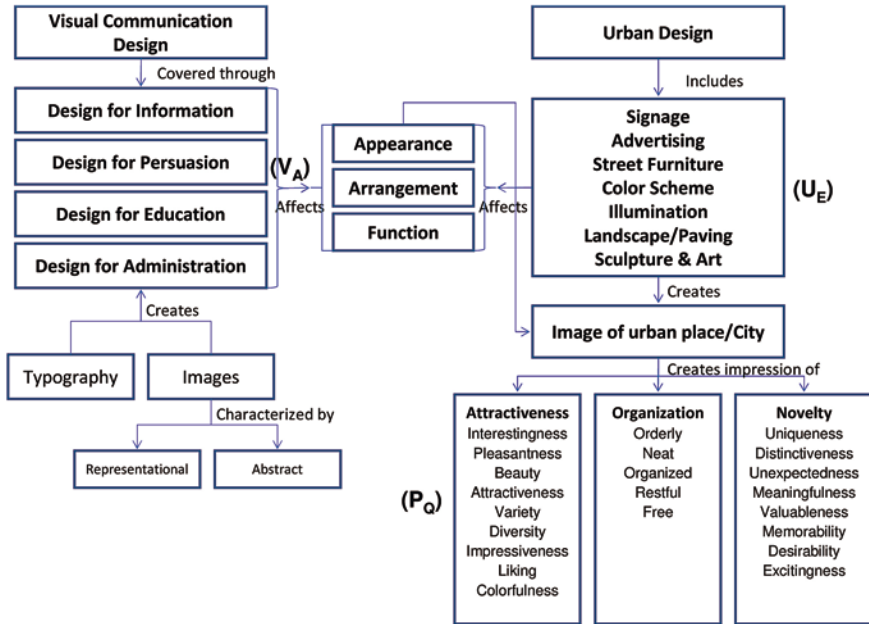 Visual Communication
Design
Covered through
Design for Information
Design for Persuasion
Design for Education
Design for Administration
Creates
Typography
Images
Characterized by
Representational
Abstract
(V_A)
Affects
Appearance
Arrangement
Function
Affects
Urban Design
Includes
Signage
Advertising
Street Furniture
Color Scheme
Illumination
Landscape/Paving
Sculpture & Art
(U_E)
Creates
Image of urban place/City
Creates impression of
(P_Q)
Attractiveness
Interestingness
Pleasantness
Beauty
Attractiveness
Variety
Diversity
Impressiveness
Liking
Colorfulness
Organization
Orderly
Neat
Organized
Restful
Free
Novelty
Uniqueness
Distinctiveness
Unexpectedness
Meaningfulness
Valuableness
Memorability
Desirability
Excitingness